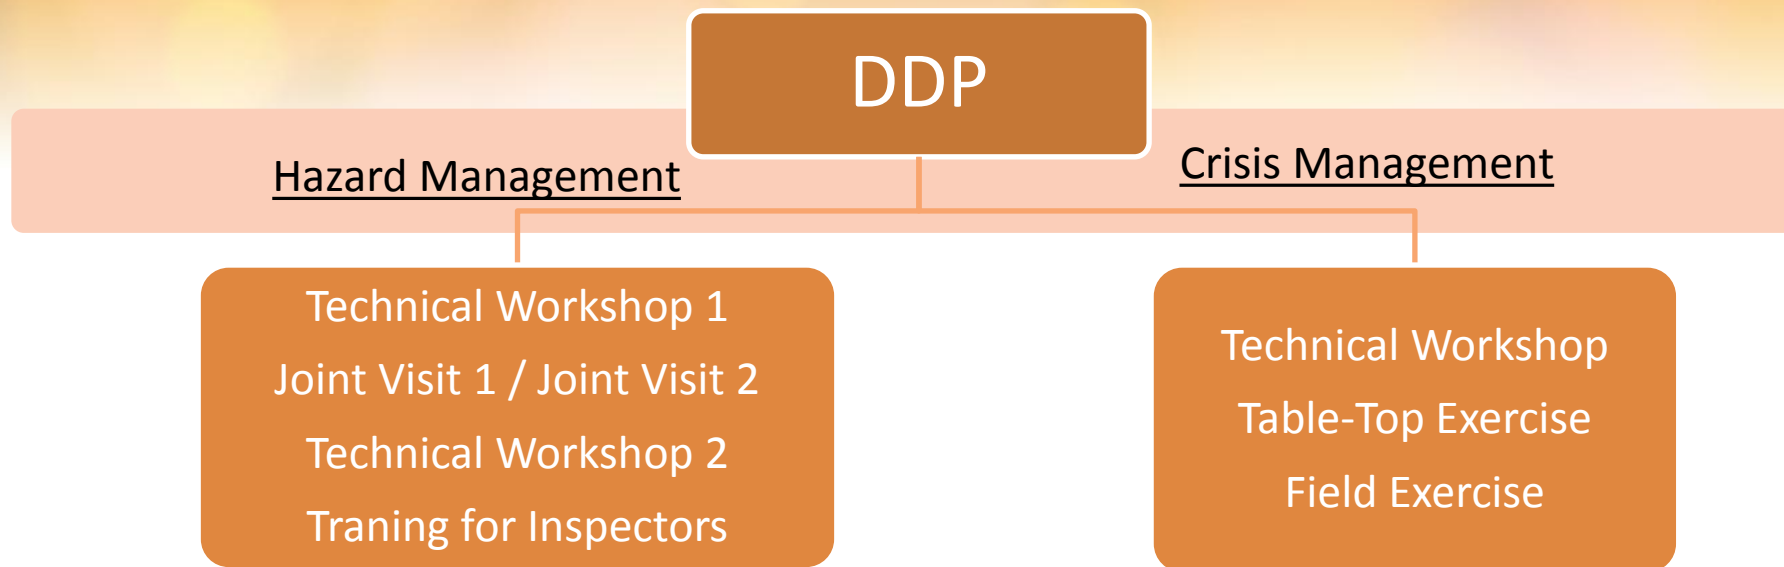 DDP
Hazard Management
Crisis Management
Technical Workshop 1
Joint Visit 1 / Joint Visit 2
Technical Workshop 2
Traning for Inspectors
Technical Workshop
Table-Top Exercise
Field Exercise